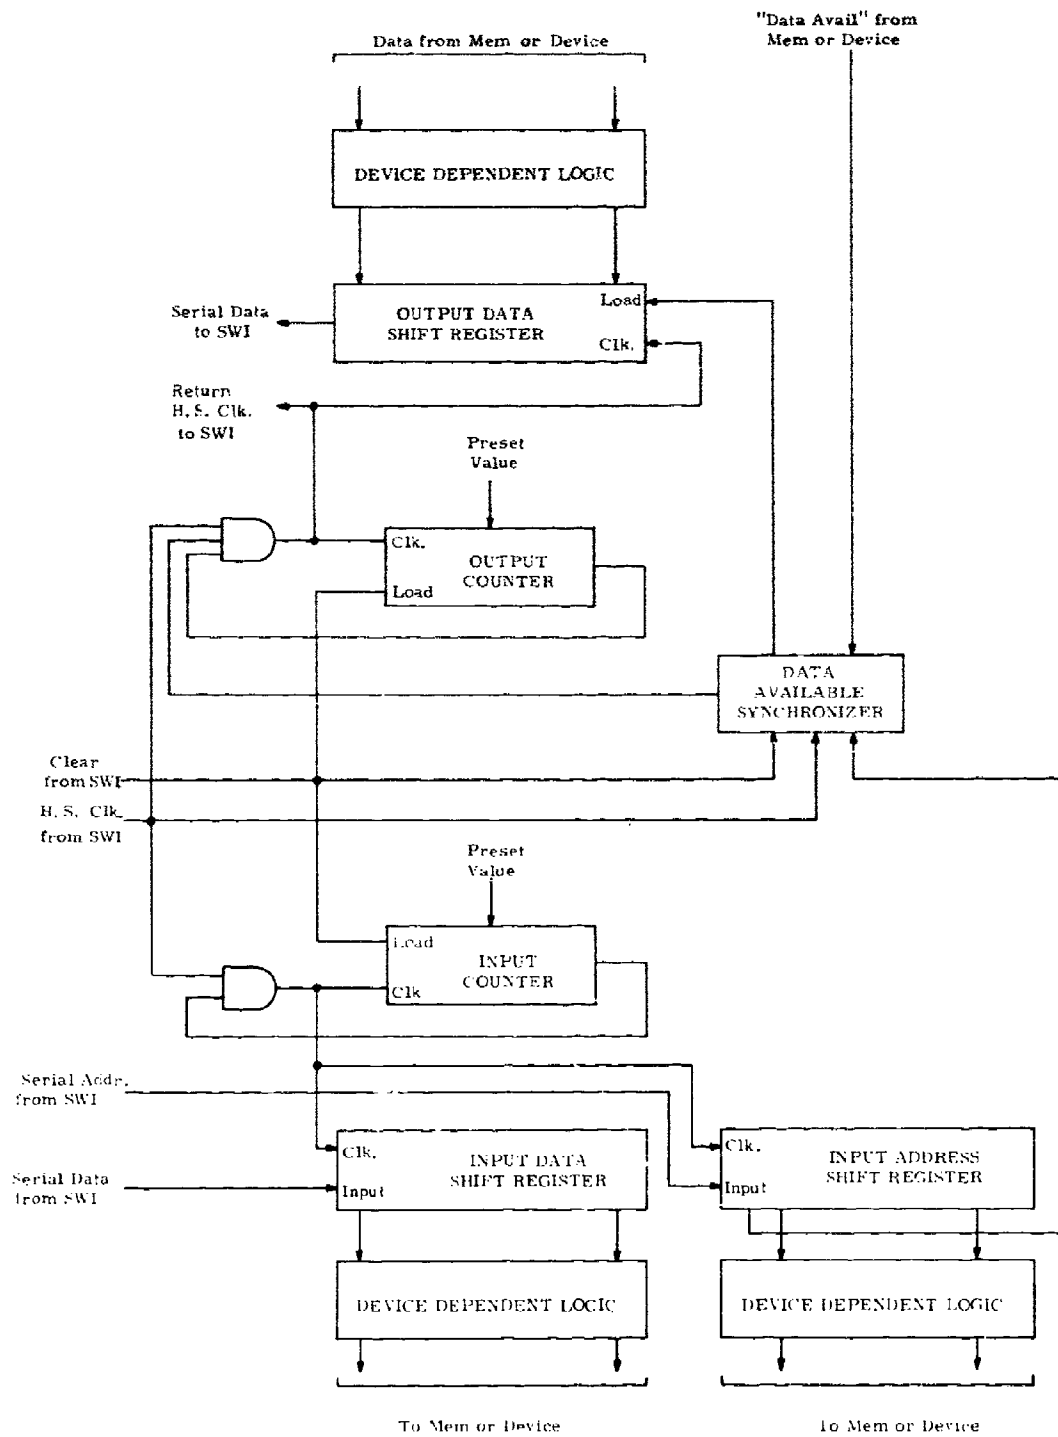 "Data Avail" from
Mem or Device
Data from Mem or Device
DEVICE DEPENDENT LOGIC
Load
OUTPUT DATA
SHIFT REGISTER
Clk.
Serial Data
to SWI
Return
H.S. Clk.
to SWI
Preset
Value
Clk.
OUTPUT
COUNTER
Load
DATA
AVAILABLE
SYNCHRONIZER
Clear
from SWI
H.S. Clk.
from SWI
Preset
Value
Load
INPUT
COUNTER
Clk
Serial Addr.
from SWI
Clk.
INPUT DATA
SHIFT REGISTER
Input
Clk.
INPUT ADDRESS
SHIFT REGISTER
Input
Serial Data
from SWI
DEVICE DEPENDENT LOGIC
DEVICE DEPENDENT LOGIC
To Mem or Device
To Mem or Device